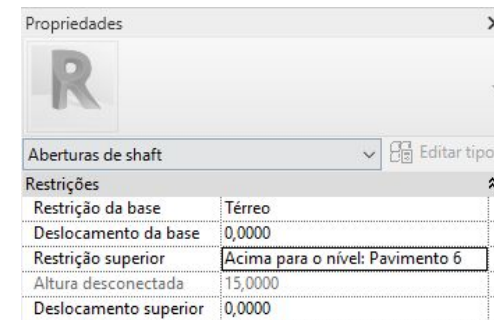 Propriedades
R
Aberturas de shaft
Editar tipo
Restrições
Restrição da base Térreo
Deslocamento da base 0,0000
Restrição superior Acima para o nível: Pavimento 6
Altura desconectada 15,0000
Deslocamento superior 0,0000